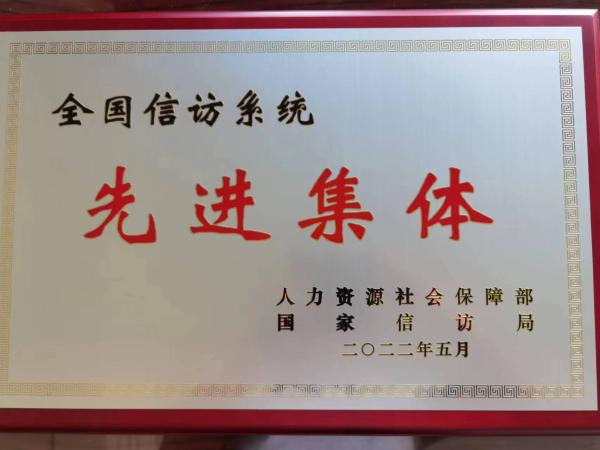 全国信访系统
先进集体
人力资源社会保障部
国家信访局
二〇二二年五月